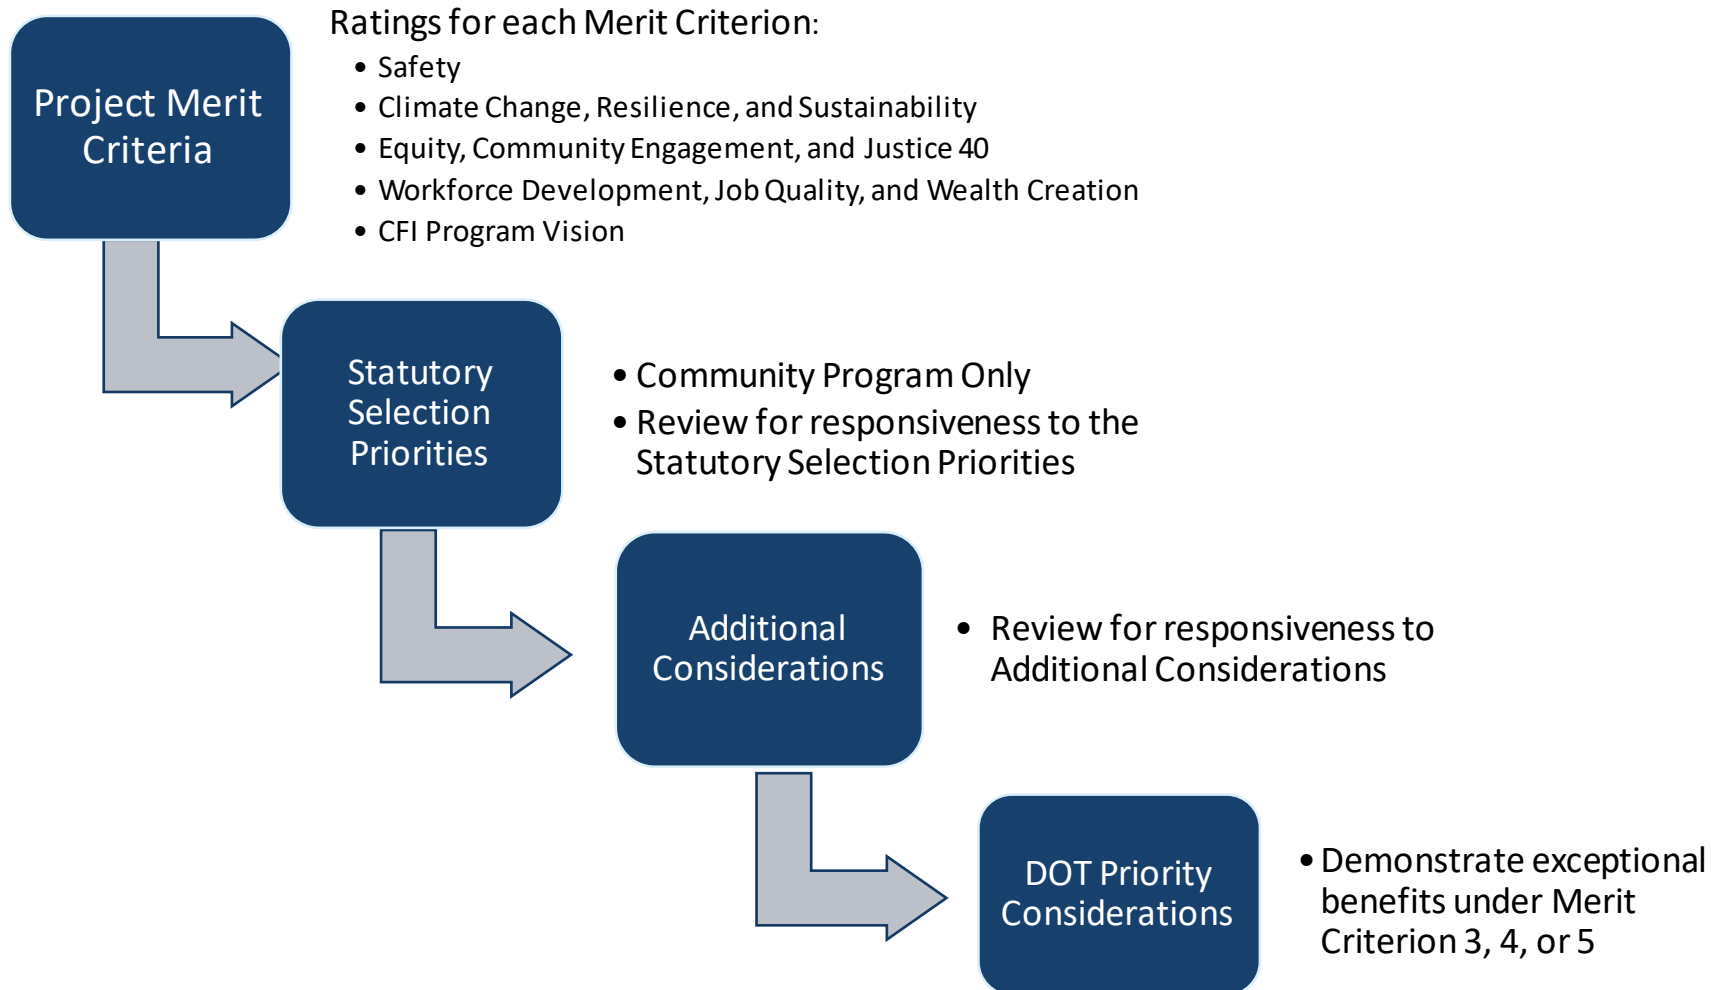 Project Merit
Criteria
Ratings for each Merit Criterion:
• Safety
• Climate Change, Resilience, and Sustainability
• Equity, Community Engagement, and Justice 40
• Workforce Development, Job Quality, and Wealth Creation
• CFI Program Vision
Statutory
Selection
Priorities
• Community Program Only
• Review for responsiveness to the
Statutory Selection Priorities
Additional
Considerations
• Review for responsiveness to
Additional Considerations
DOT Priority
Considerations
• Demonstrate exceptional
benefits under Merit
Criterion 3, 4, or 5